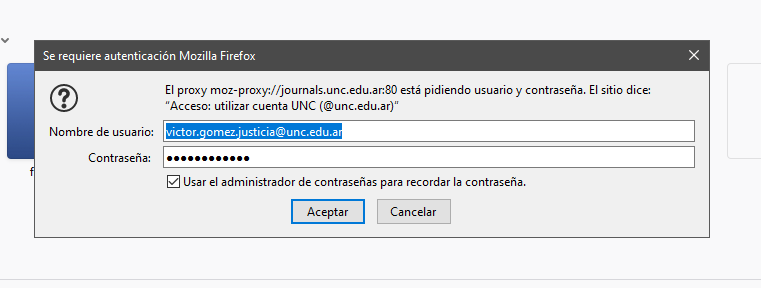 Se requiere autenticación Mozilla Firefox
El proxy moz-proxy://journals.unc.edu.ar:80 está pidiendo usuario y contraseña. El sitio dice:
"Acceso: utilizar cuenta UNC (@unc.edu.ar)"
Nombre de usuario: victor.gomez.justicia@unc.edu.ar
Contraseña: ●●●●●●●●●●●●
Usar el administrador de contraseñas para recordar la contraseña.
Aceptar Cancelar
f